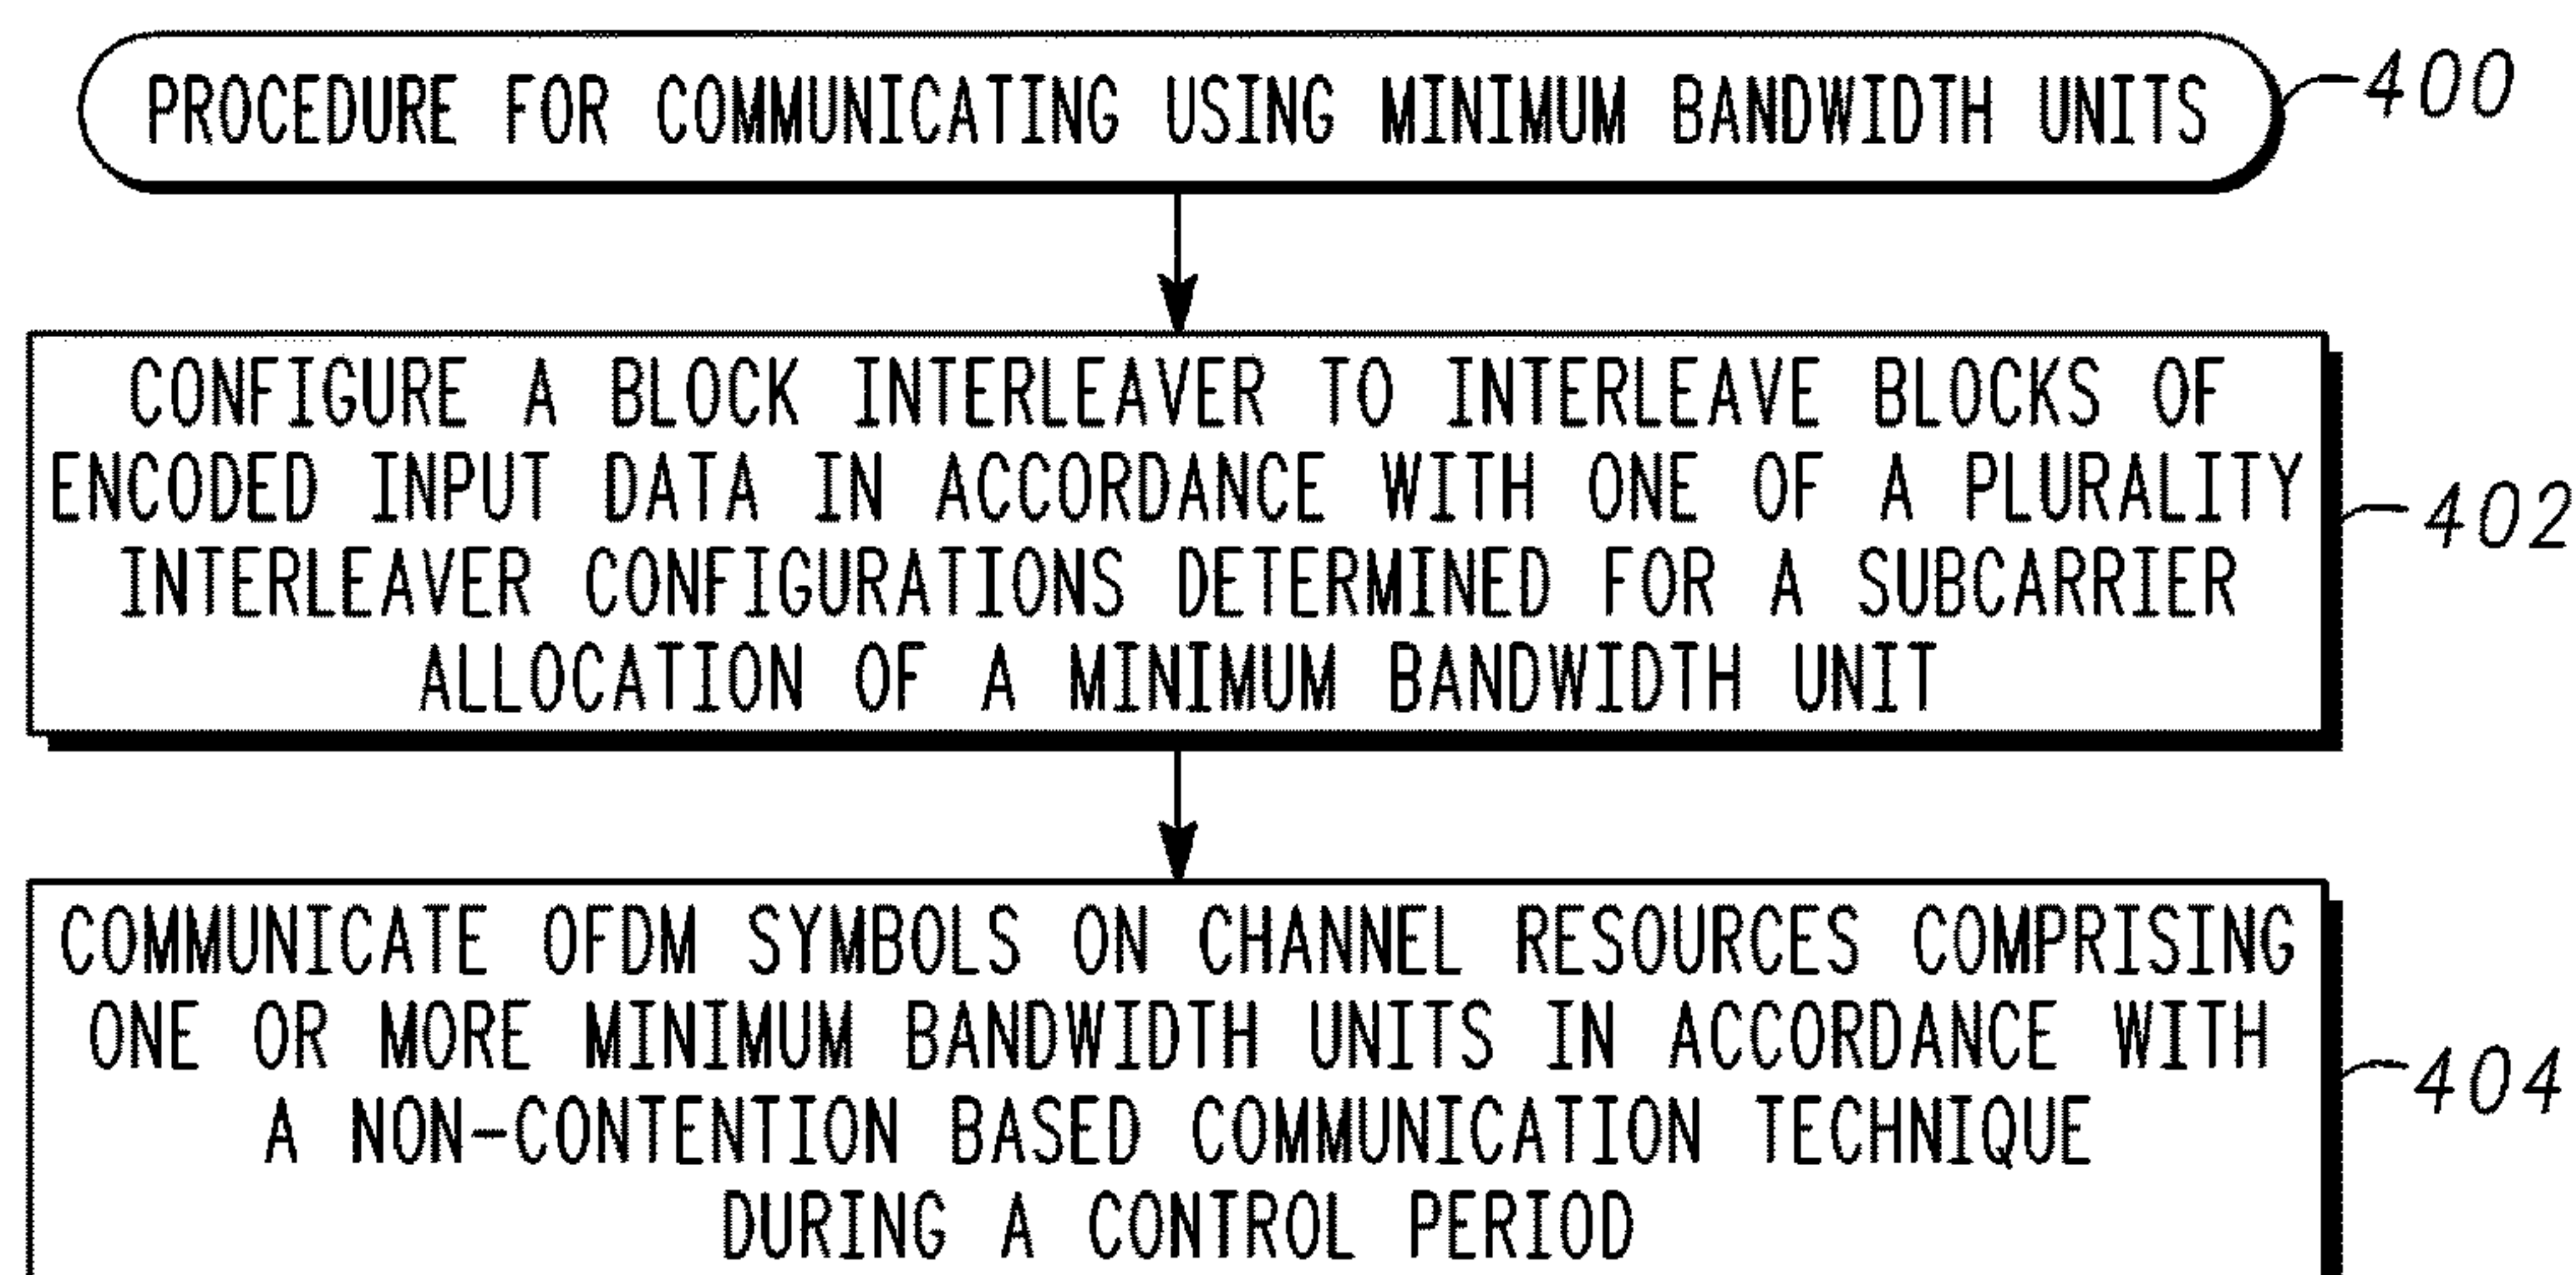 PROCEDURE FOR COMMUNICATING USING MINIMUM BANDWIDTH UNITS
400
CONFIGURE A BLOCK INTERLEAVER TO INTERLEAVE BLOCKS OF
ENCODED INPUT DATA IN ACCORDANCE WITH ONE OF A PLURALITY
INTERLEAVER CONFIGURATIONS DETERMINED FOR A SUBCARRIER
ALLOCATION OF A MINIMUM BANDWIDTH UNIT
402
COMMUNICATE OFDM SYMBOLS ON CHANNEL RESOURCES COMPRISING
ONE OR MORE MINIMUM BANDWIDTH UNITS IN ACCORDANCE WITH
A NON-CONTENTION BASED COMMUNICATION TECHNIQUE
DURING A CONTROL PERIOD
404